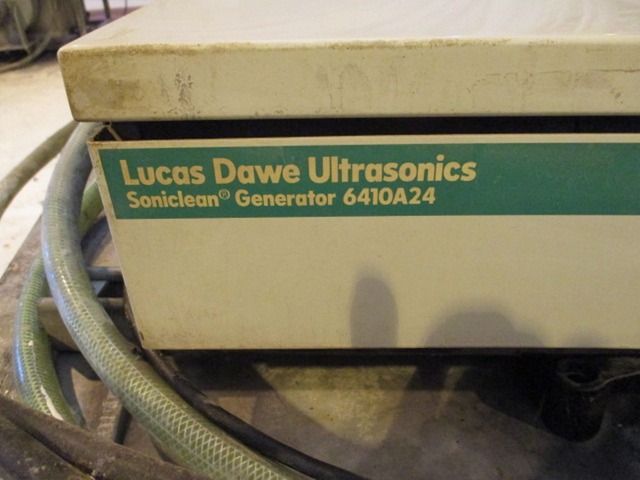 Lucas Dawe Ultrasonics
Soniclean® Generator 6410A24